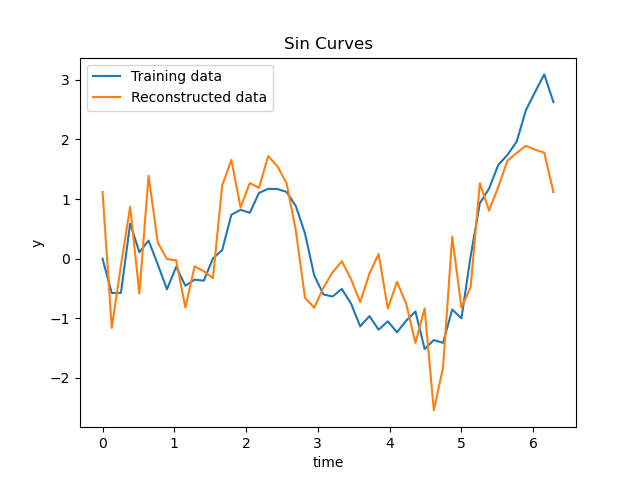 Sin Curves
Training data
Reconstructed data
3
2
1
0
−1
−2
y
0 1 2 3 4 5 6
time